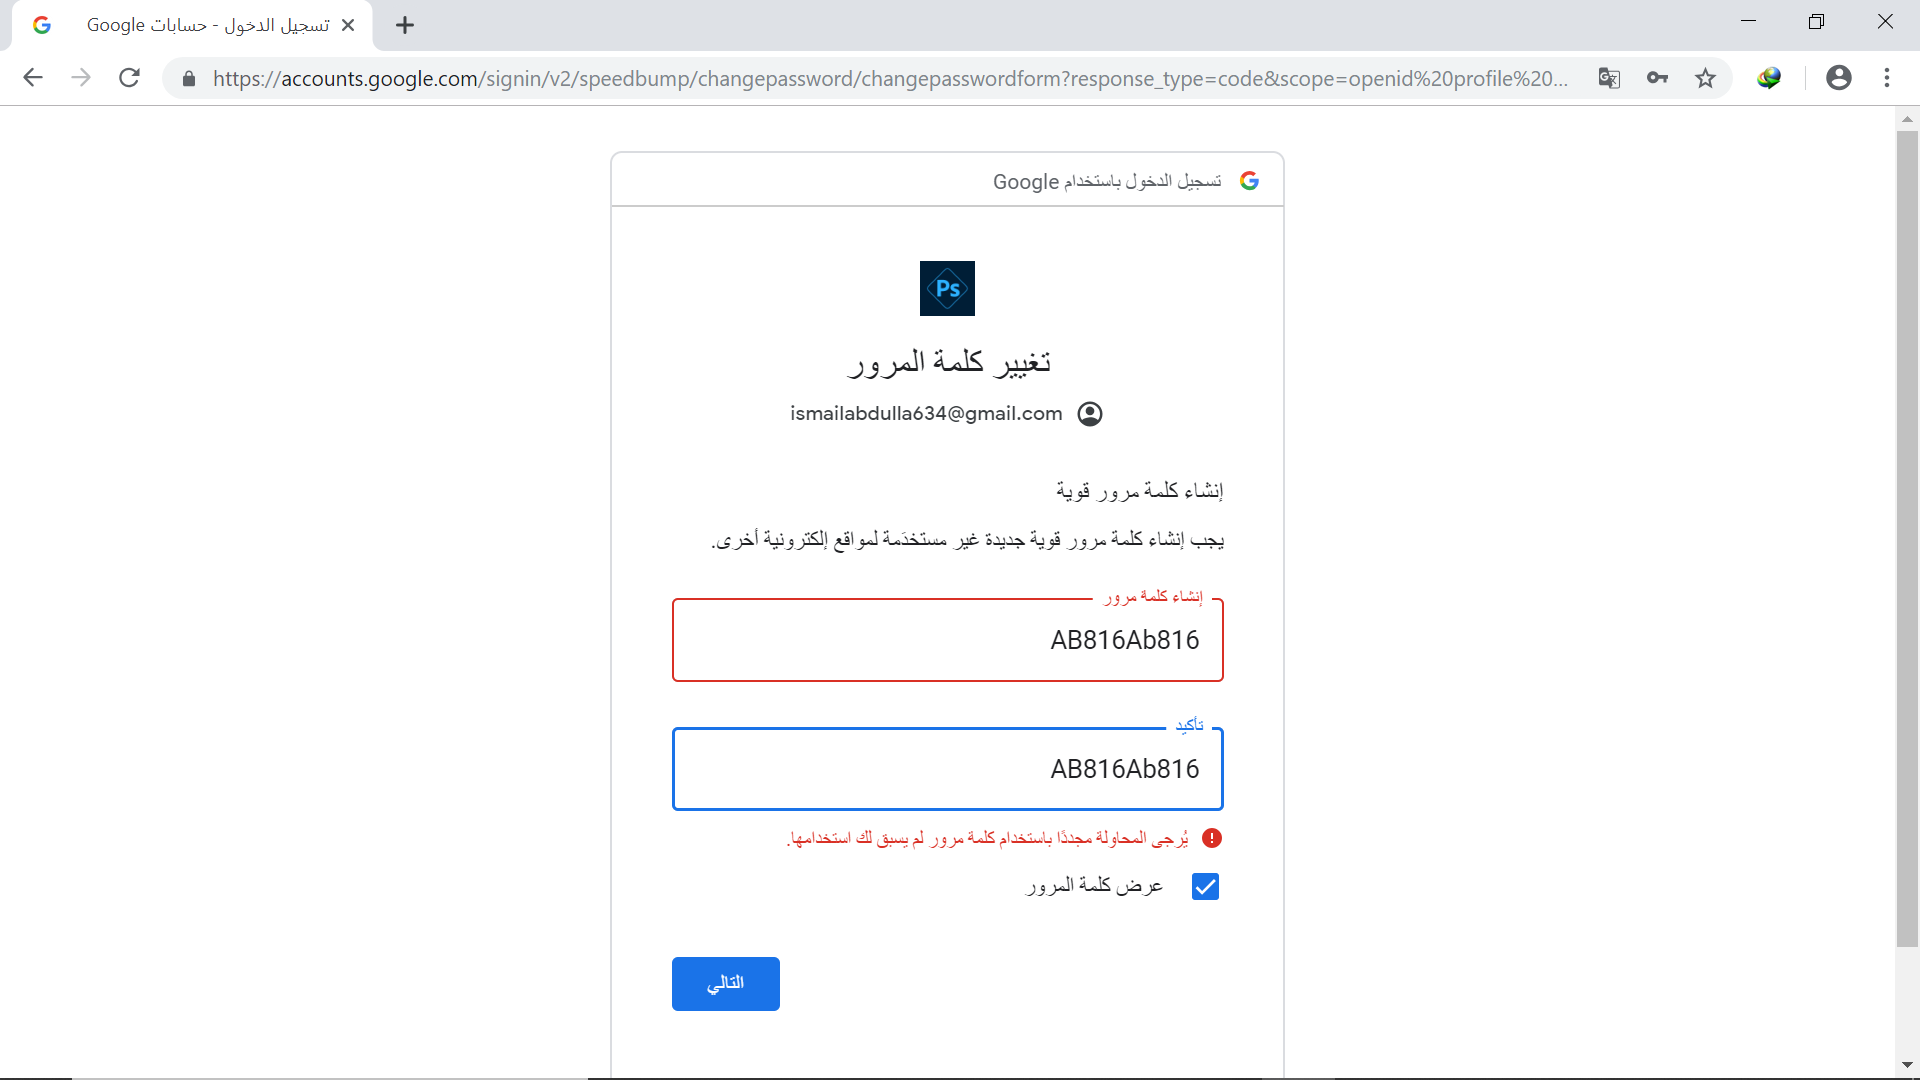 تسجيل الدخول - حسابات Google
https://accounts.google.com/signin/v2/speedbump/changepassword/changepasswordform?response_type=code&scope=openid%20profile%20...
تسجيل الدخول باستخدام Google
Ps
تغيير كلمة المرور
ismailabdulla634@gmail.com
إنشاء كلمة مرور قوية
يجب إنشاء كلمة مرور قوية جديدة غير مستخدَمة لمواقع إلكترونية أخرى.
إنشاء كلمة مرور
AB816Ab816
تأكيد
AB816Ab816
يُرجى المحاولة مجددًا باستخدام كلمة مرور لم يسبق لك استخدامها.
عرض كلمة المرور
التالي